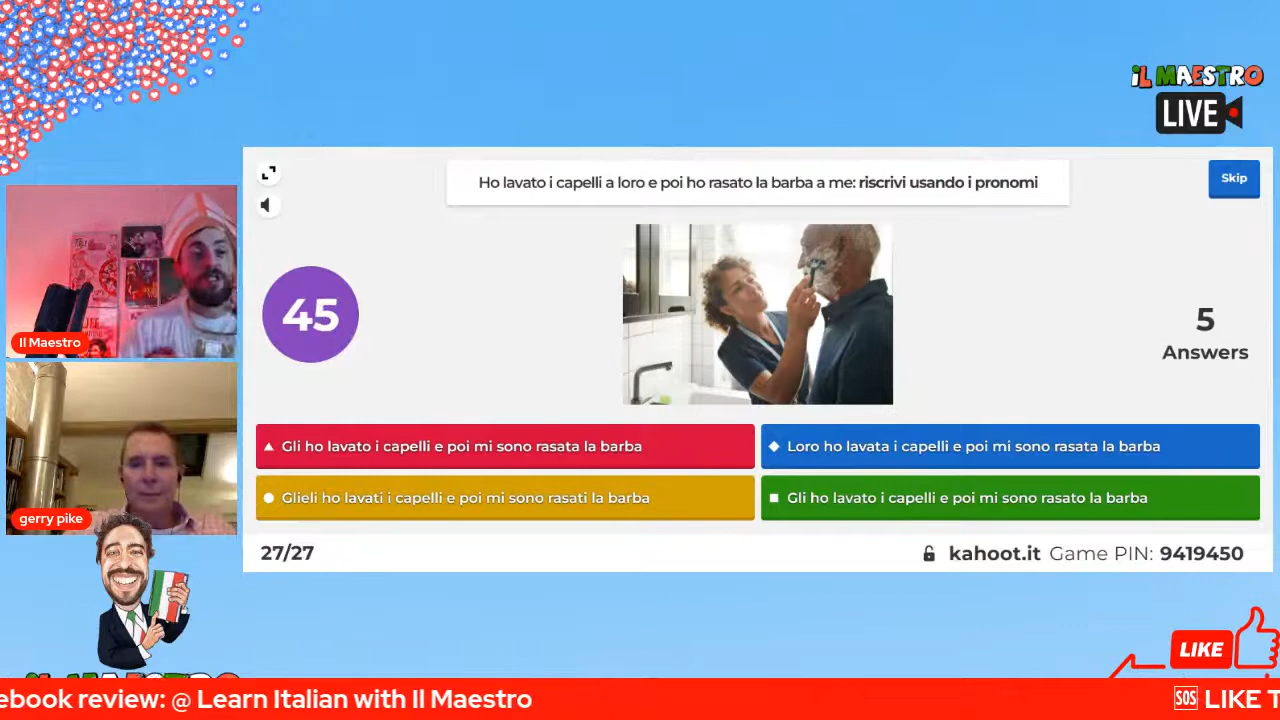 iL MAESTRO
LIVE
Ho lavato i capelli a loro e poi ho rasato la barba a me: riscrivi usando i pronomi
Skip
45
5
Answers
Il Maestro
gerry pike
Gli ho lavato i capelli e poi mi sono rasata la barba
Loro ho lavata i capelli e poi mi sono rasata la barba
Glieli ho lavati i capelli e poi mi sono rasati la barba
Gli ho lavato i capelli e poi mi sono rasato la barba
27/27
kahoot.it Game PIN: 9419450
LIKE
ebook review: @ Learn Italian with Il Maestro
SOS LIKE T